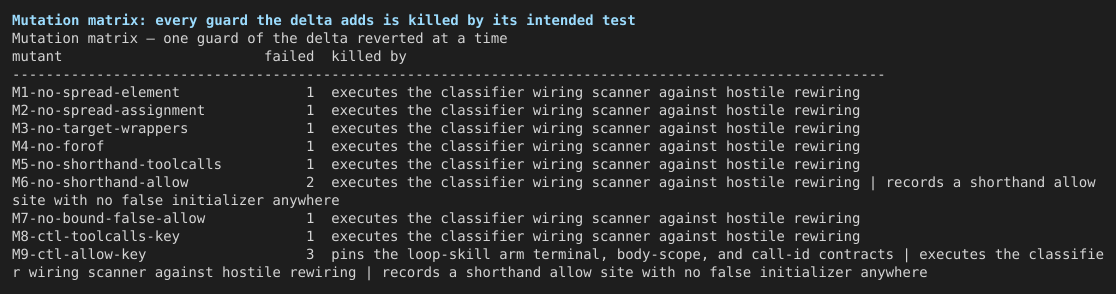 Mutation matrix: every guard the delta adds is killed by its intended test
Mutation matrix — one guard of the delta reverted at a time
mutant                        failed  killed by
--------------------------------------------------------------------------------------------------------
M1-no-spread-element               1  executes the classifier wiring scanner against hostile rewiring
M2-no-spread-assignment            1  executes the classifier wiring scanner against hostile rewiring
M3-no-target-wrappers              1  executes the classifier wiring scanner against hostile rewiring
M4-no-forof                        1  executes the classifier wiring scanner against hostile rewiring
M5-no-shorthand-toolcalls          1  executes the classifier wiring scanner against hostile rewiring
M6-no-shorthand-allow              2  executes the classifier wiring scanner against hostile rewiring | records a shorthand allow
site with no false initializer anywhere
M7-no-bound-false-allow            1  executes the classifier wiring scanner against hostile rewiring
M8-ctl-toolcalls-key               1  executes the classifier wiring scanner against hostile rewiring
M9-ctl-allow-key                   3  pins the loop-skill arm terminal, body-scope, and call-id contracts | executes the classifie
r wiring scanner against hostile rewiring | records a shorthand allow site with no false initializer anywhere